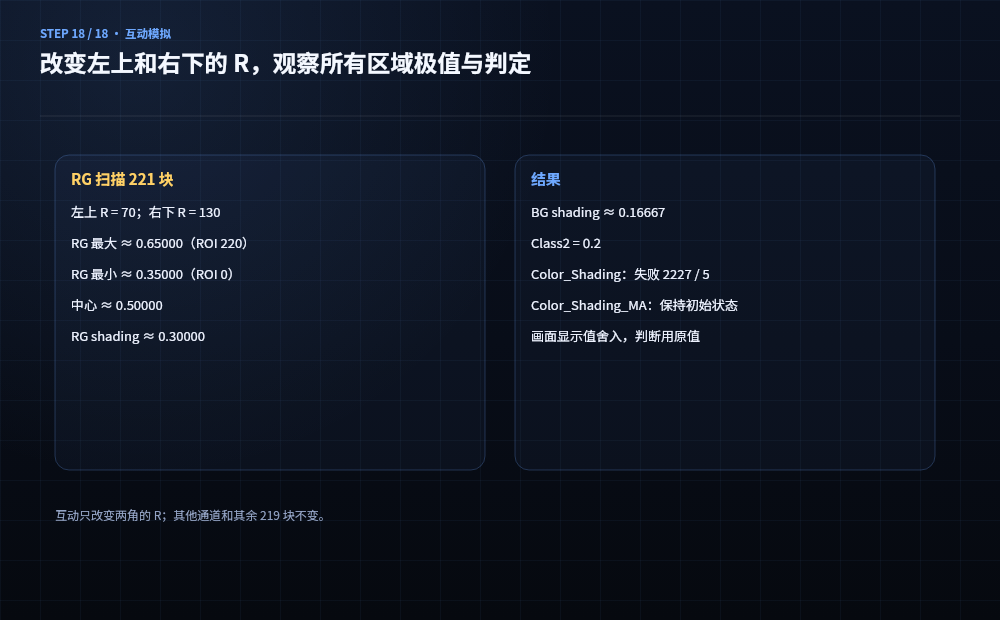 STEP 18 / 18 • 互动模拟
改变左上和右下的 R，观察所有区域极值与判定
RG 扫描 221 块
左上 R = 70；右下 R = 130
RG 最大 ≈ 0.65000（ROI 220）
RG 最小 ≈ 0.35000（ROI 0）
中心 ≈ 0.50000
RG shading ≈ 0.30000
结果
BG shading ≈ 0.16667
Class2 = 0.2
Color_Shading：失败 2227 / 5
Color_Shading_MA：保持初始状态
画面显示值舍入，判断用原值
互动只改变两角的 R；其他通道和其余 219 块不变。